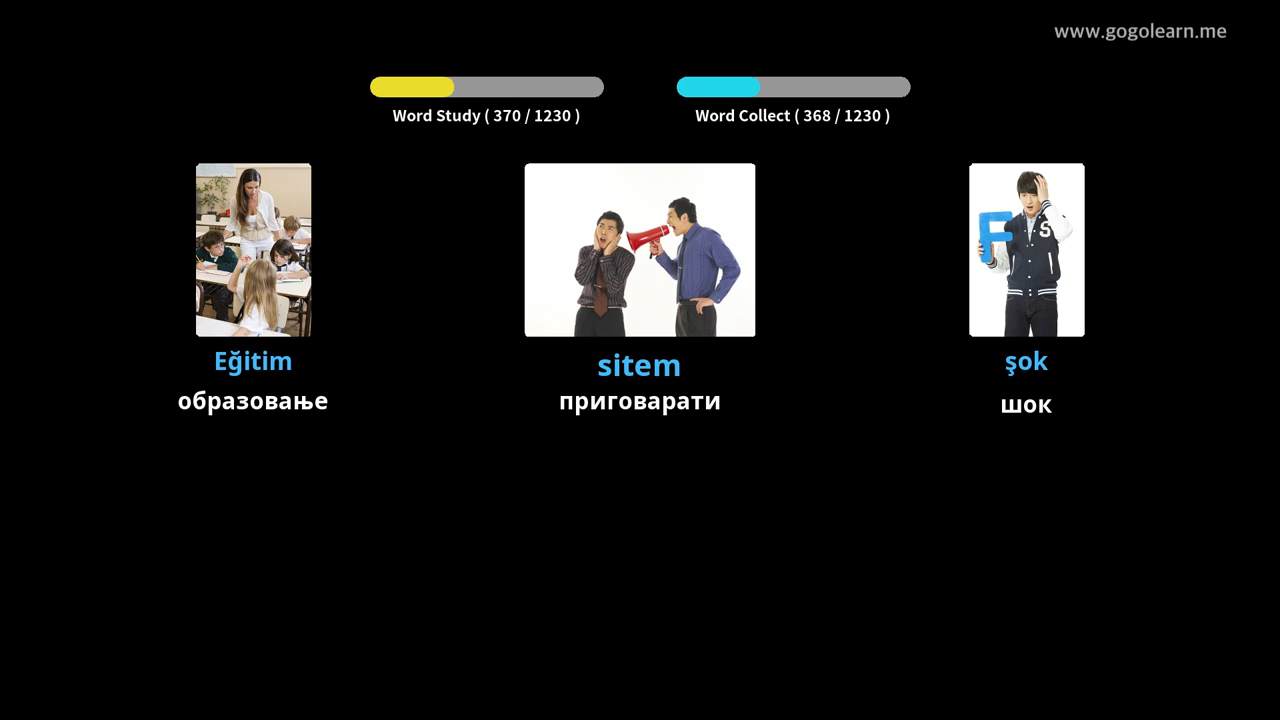 www.gogolearn.me
Word Study ( 370 / 1230 )
Word Collect ( 368 / 1230 )
S
F
Eğitim
sitem
şok
образовање
приговарати
шок